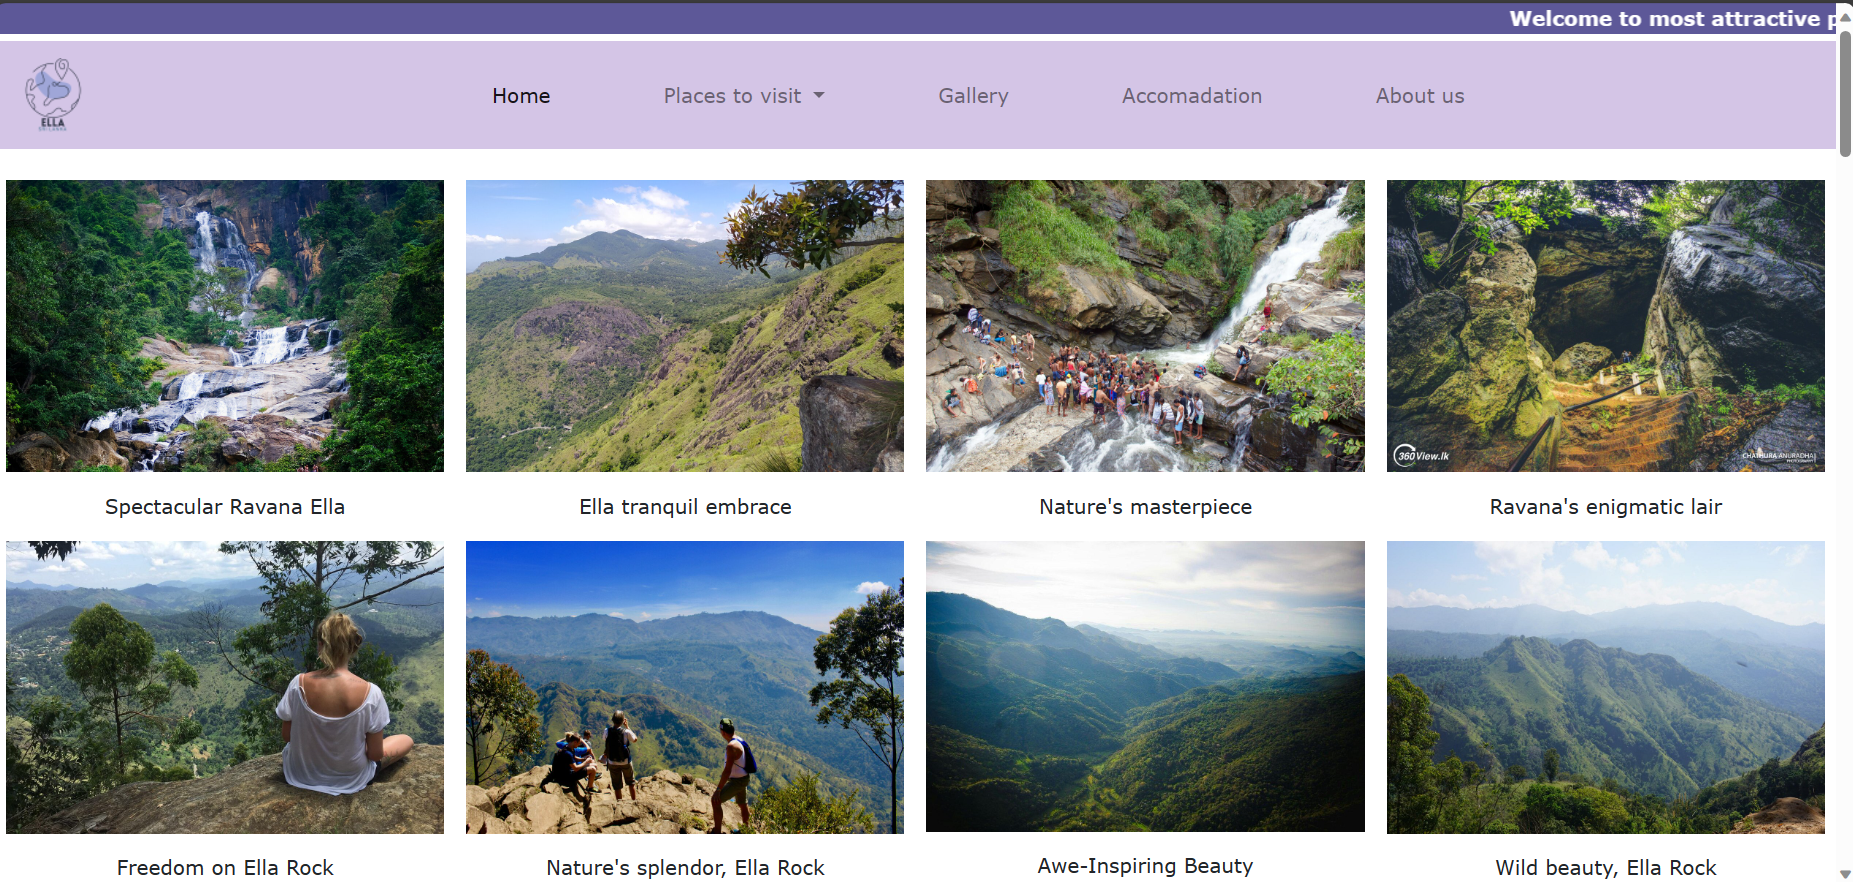 Welcome to most attractive p
ELLA
Home Places to visit Gallery Accomadation About us
360View.lk
CHATHURA ANURADHA
PHOTOGRAPHY
Spectacular Ravana Ella Ella tranquil embrace Nature's masterpiece Ravana's enigmatic lair
Freedom on Ella Rock Nature's splendor, Ella Rock Awe-Inspiring Beauty Wild beauty, Ella Rock